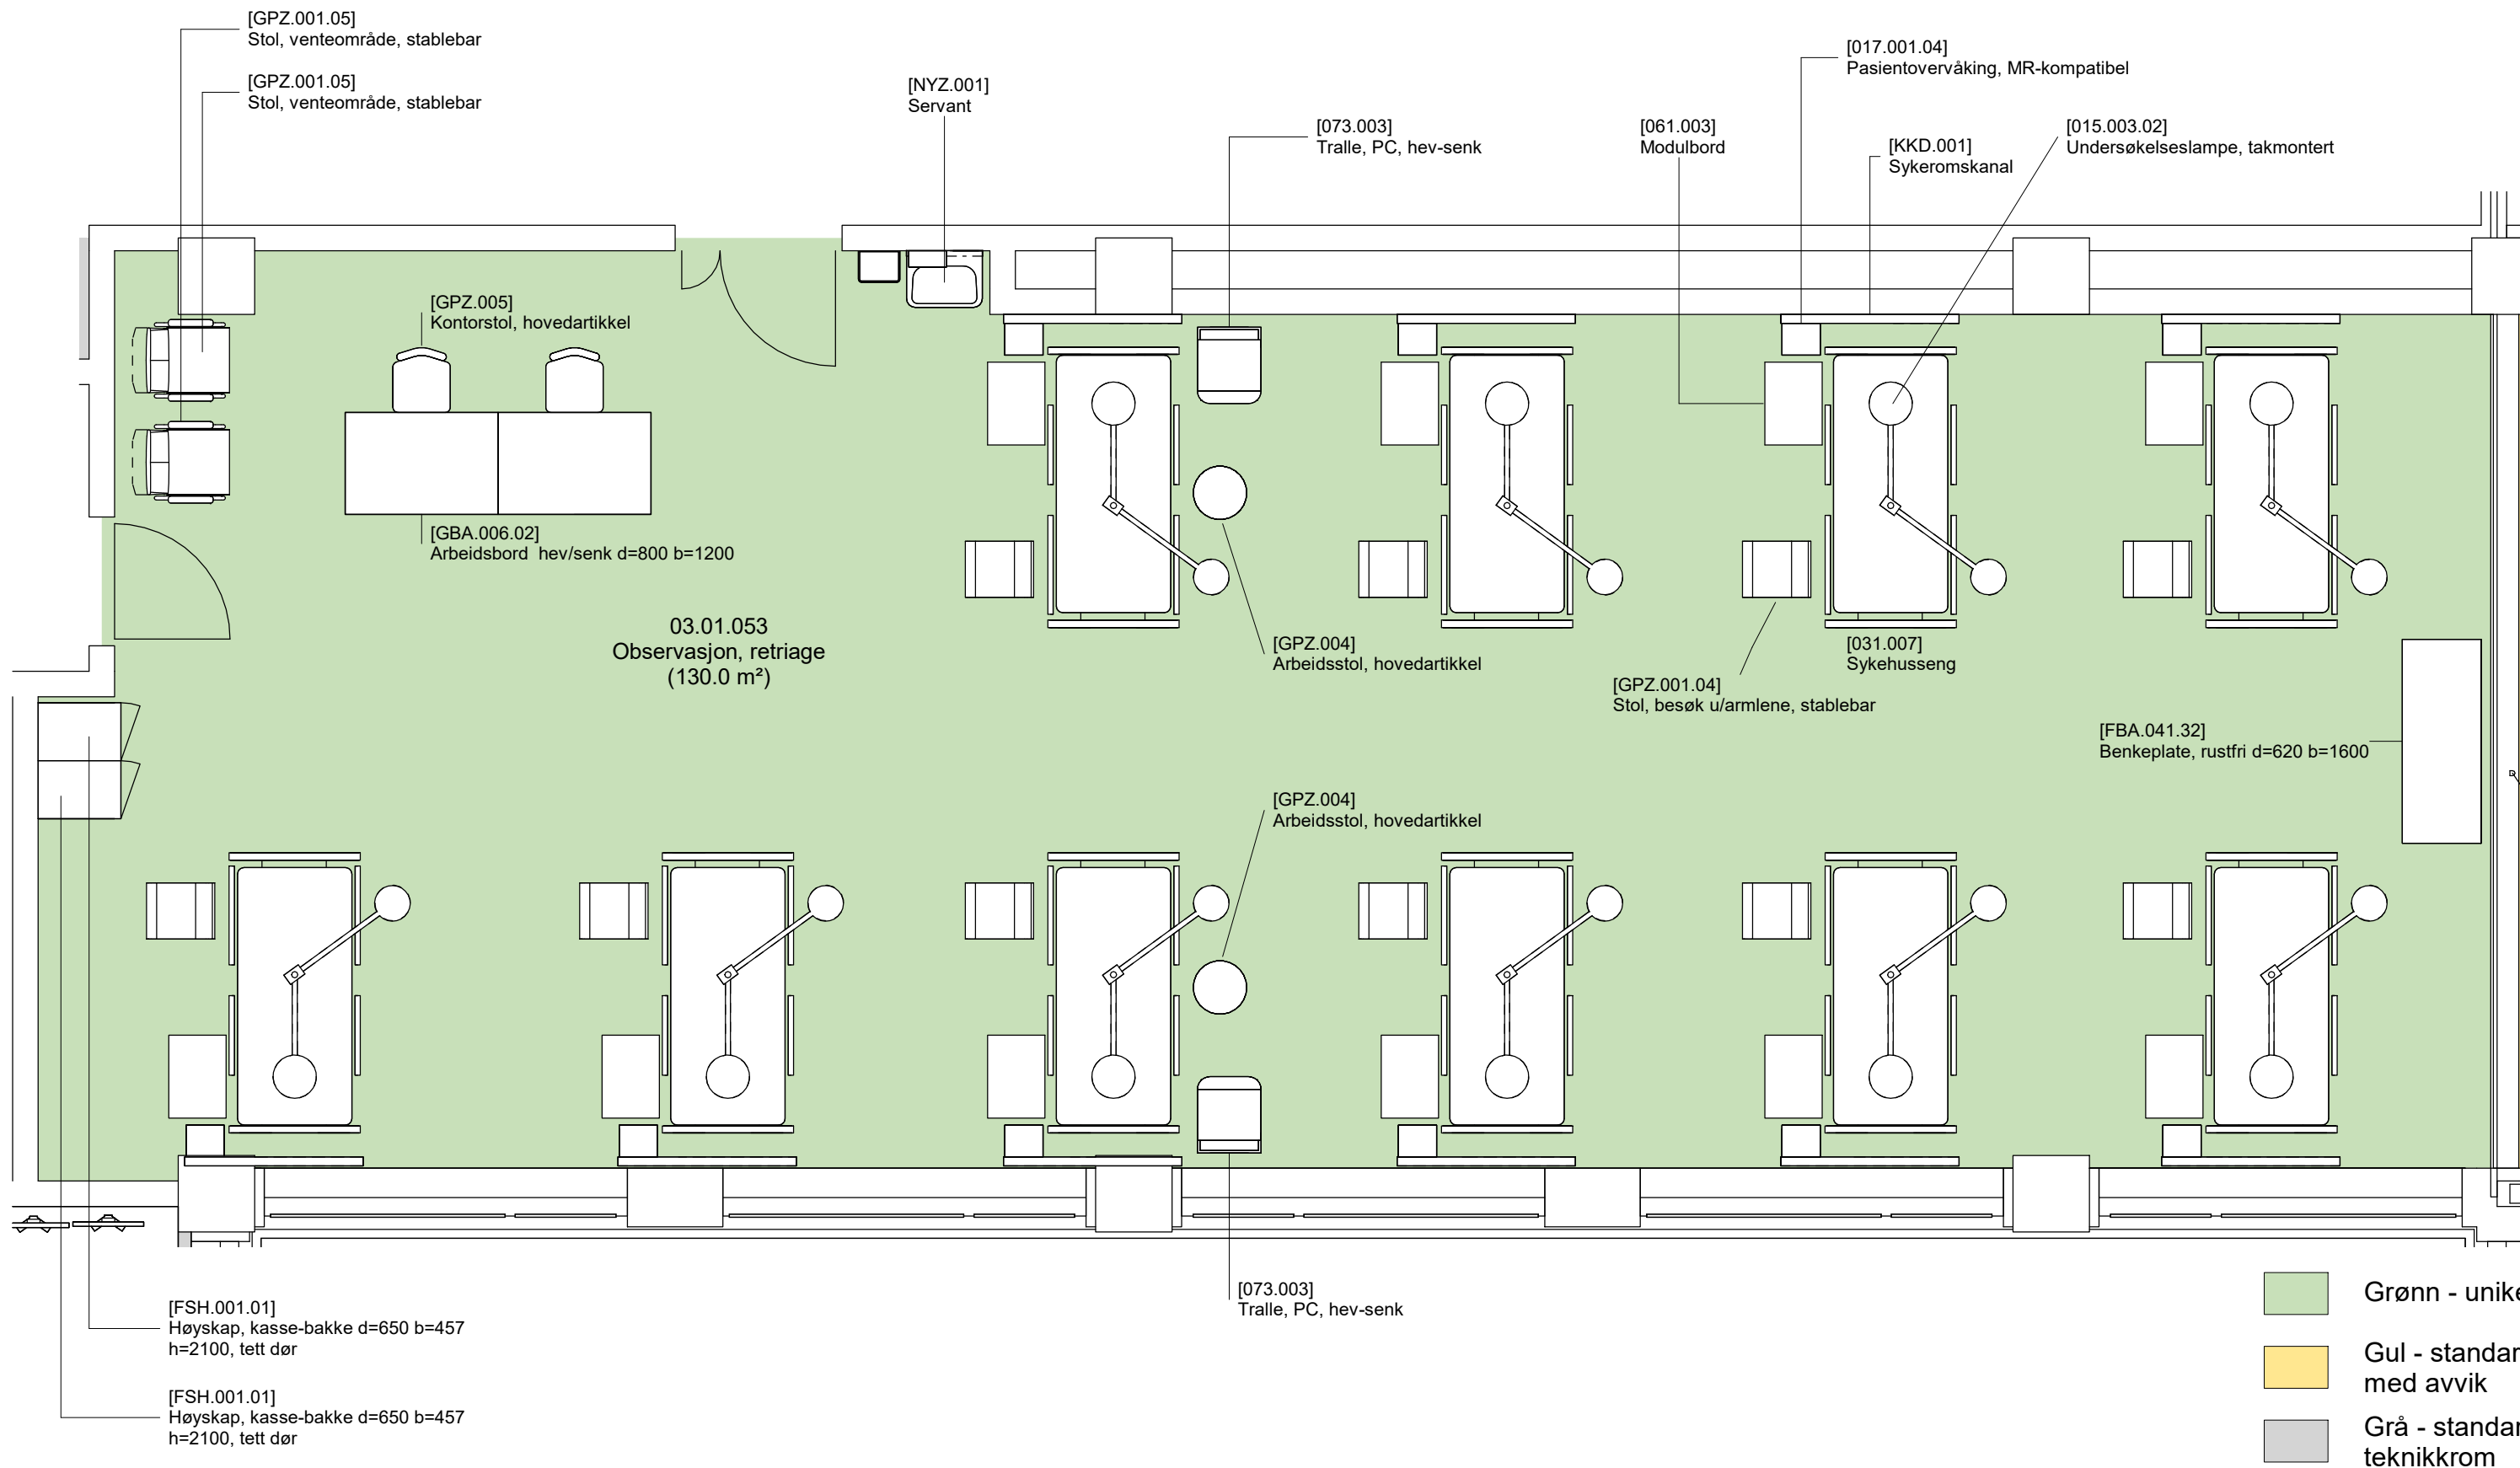 [GPZ.001.05]
Stol, venteområde, stablebar
[GPZ.001.05]
Stol, venteområde, stablebar
[NYZ.001]
Servant
[073.003]
Tralle, PC, hev-senk
[061.003]
Modulbord
[017.001.04]
Pasientovervåking, MR-kompatibel
[KKD.001]
Sykeromskanal
[015.003.02]
Undersøkelseslampe, takmontert
[GPZ.005]
Kontorstol, hovedartikkel
[GBA.006.02]
Arbeidsbord hev/senk d=800 b=1200
03.01.053
Observasjon, retriage
(130.0 m²)
[GPZ.004]
Arbeidsstol, hovedartikkel
[031.007]
Sykehusseng
[GPZ.001.04]
Stol, besøk u/armlene, stablebar
[FBA.041.32]
Benkeplate, rustfri d=620 b=1600
[GPZ.004]
Arbeidsstol, hovedartikkel
[073.003]
Tralle, PC, hev-senk
[FSH.001.01]
Høyskap, kasse-bakke d=650 b=457
h=2100, tett dør
[FSH.001.01]
Høyskap, kasse-bakke d=650 b=457
h=2100, tett dør
Grønn - unike
Gul - standar
med avvik
Grå - standar
teknikkrom